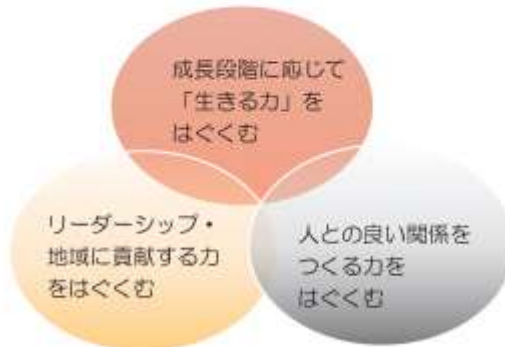 成長段階に応じて
「生きる力」を
はぐくむ
リーダーシップ・
地域に貢献する力
をはぐくむ
人との良い関係を
つくる力を
はぐくむ